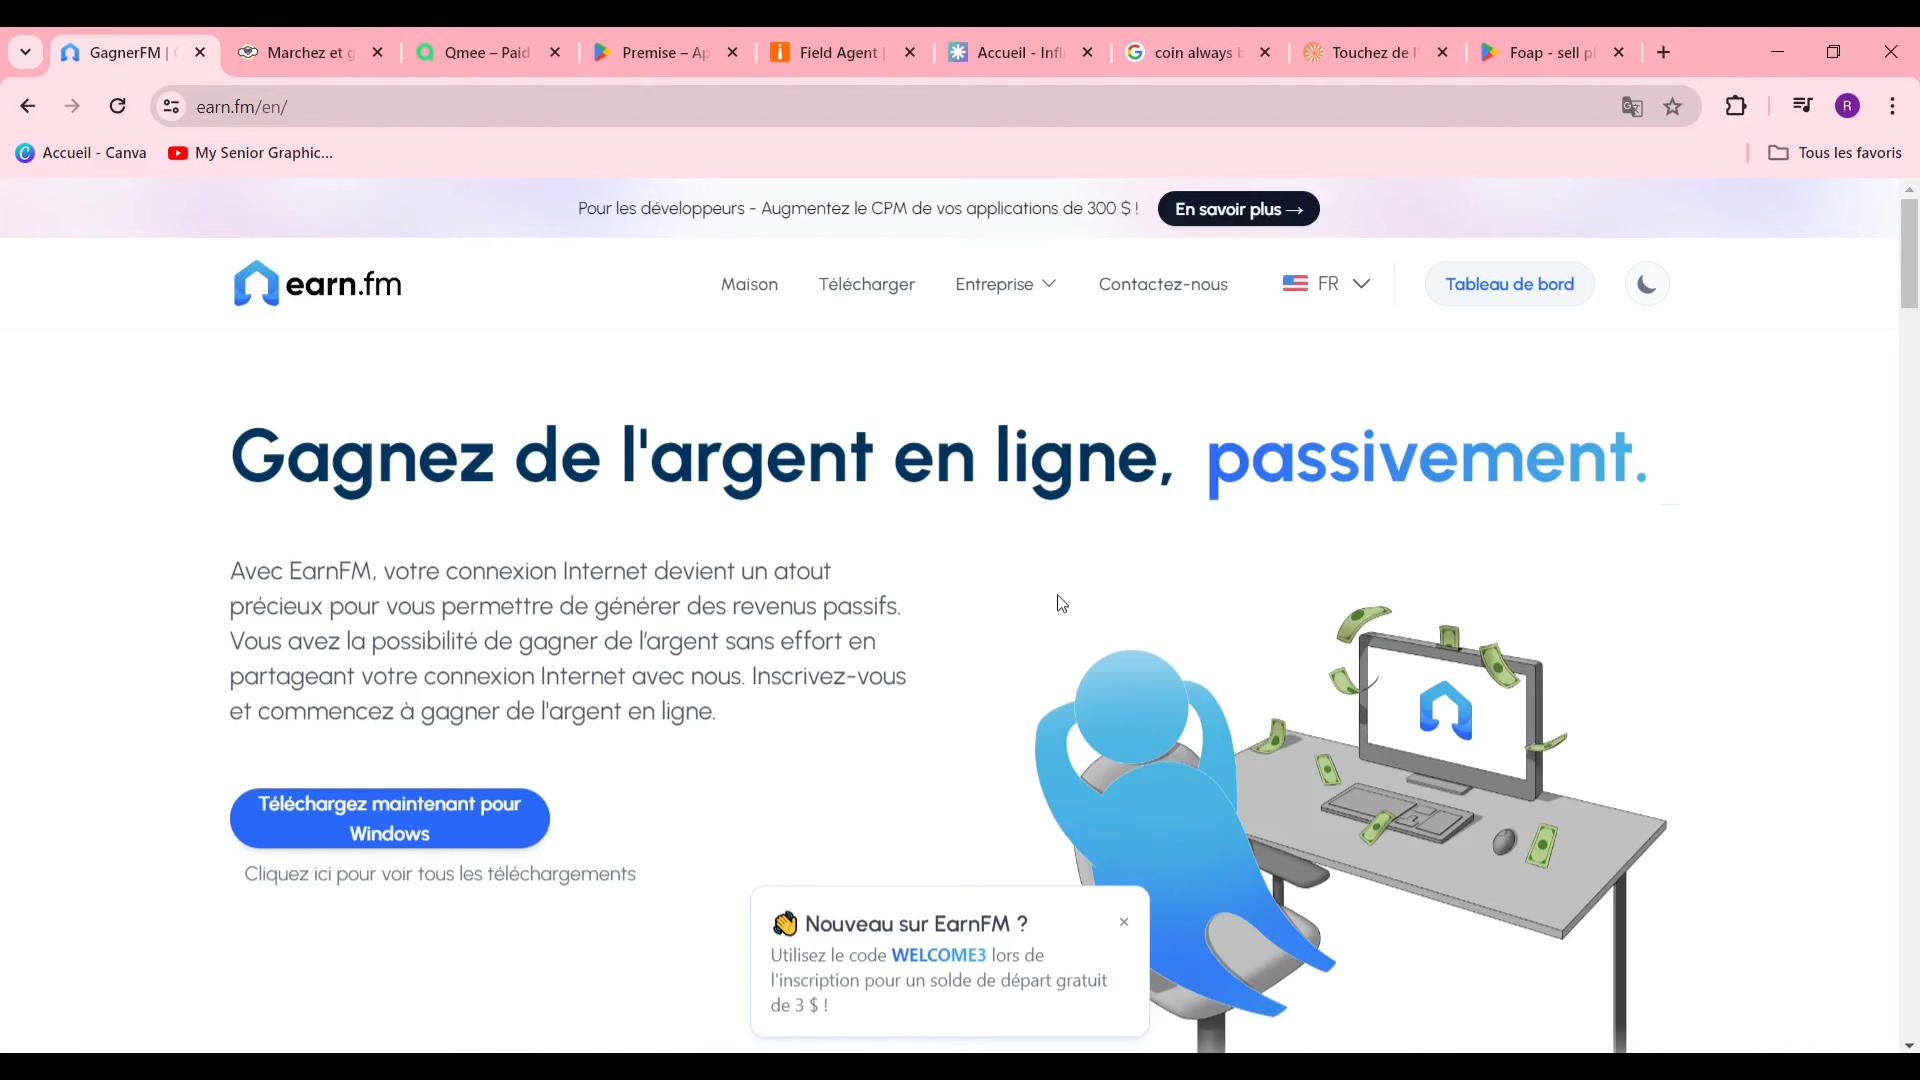 GagnerFM |
Marchez et g
Qmee – Paid
Premise – Ap
Field Agent |
Accueil - Infl
coin always b
Touchez de l'
Foap - sell pl
earn.fm/en/
R
Accueil - Canva
My Senior Graphic...
Tous les favoris
Pour les développeurs - Augmentez le CPM de vos applications de 300 $ !
En savoir plus →
earn.fm
Maison
Télécharger
Entreprise
Contactez-nous
FR
Tableau de bord
Gagnez de l'argent en ligne, passivement.
Avec EarnFM, votre connexion Internet devient un atout
précieux pour vous permettre de générer des revenus passifs.
Vous avez la possibilité de gagner de l'argent sans effort en
partageant votre connexion Internet avec nous. Inscrivez-vous
et commencez à gagner de l'argent en ligne.
Téléchargez maintenant pour
Windows
Cliquez ici pour voir tous les téléchargements
👋 Nouveau sur EarnFM ?
Utilisez le code WELCOME3 lors de
l'inscription pour un solde de départ gratuit
de 3 $ !